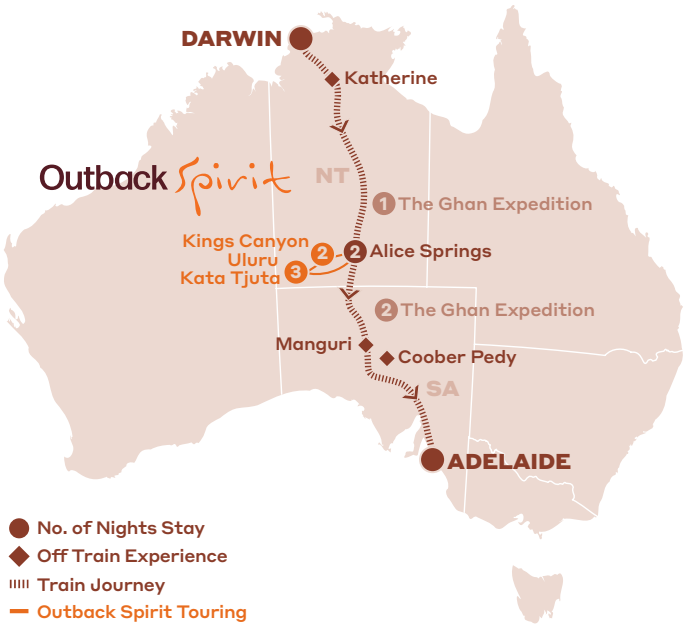 DARWIN
Katherine
Outback Spirit
NT
1 The Ghan Expedition
Kings Canyon 2
2 Alice Springs
Uluru
Kata Tjuta 3
2 The Ghan Expedition
Manguri
Coober Pedy
SA
ADELAIDE
No. of Nights Stay
Off Train Experience
Train Journey
Outback Spirit Touring